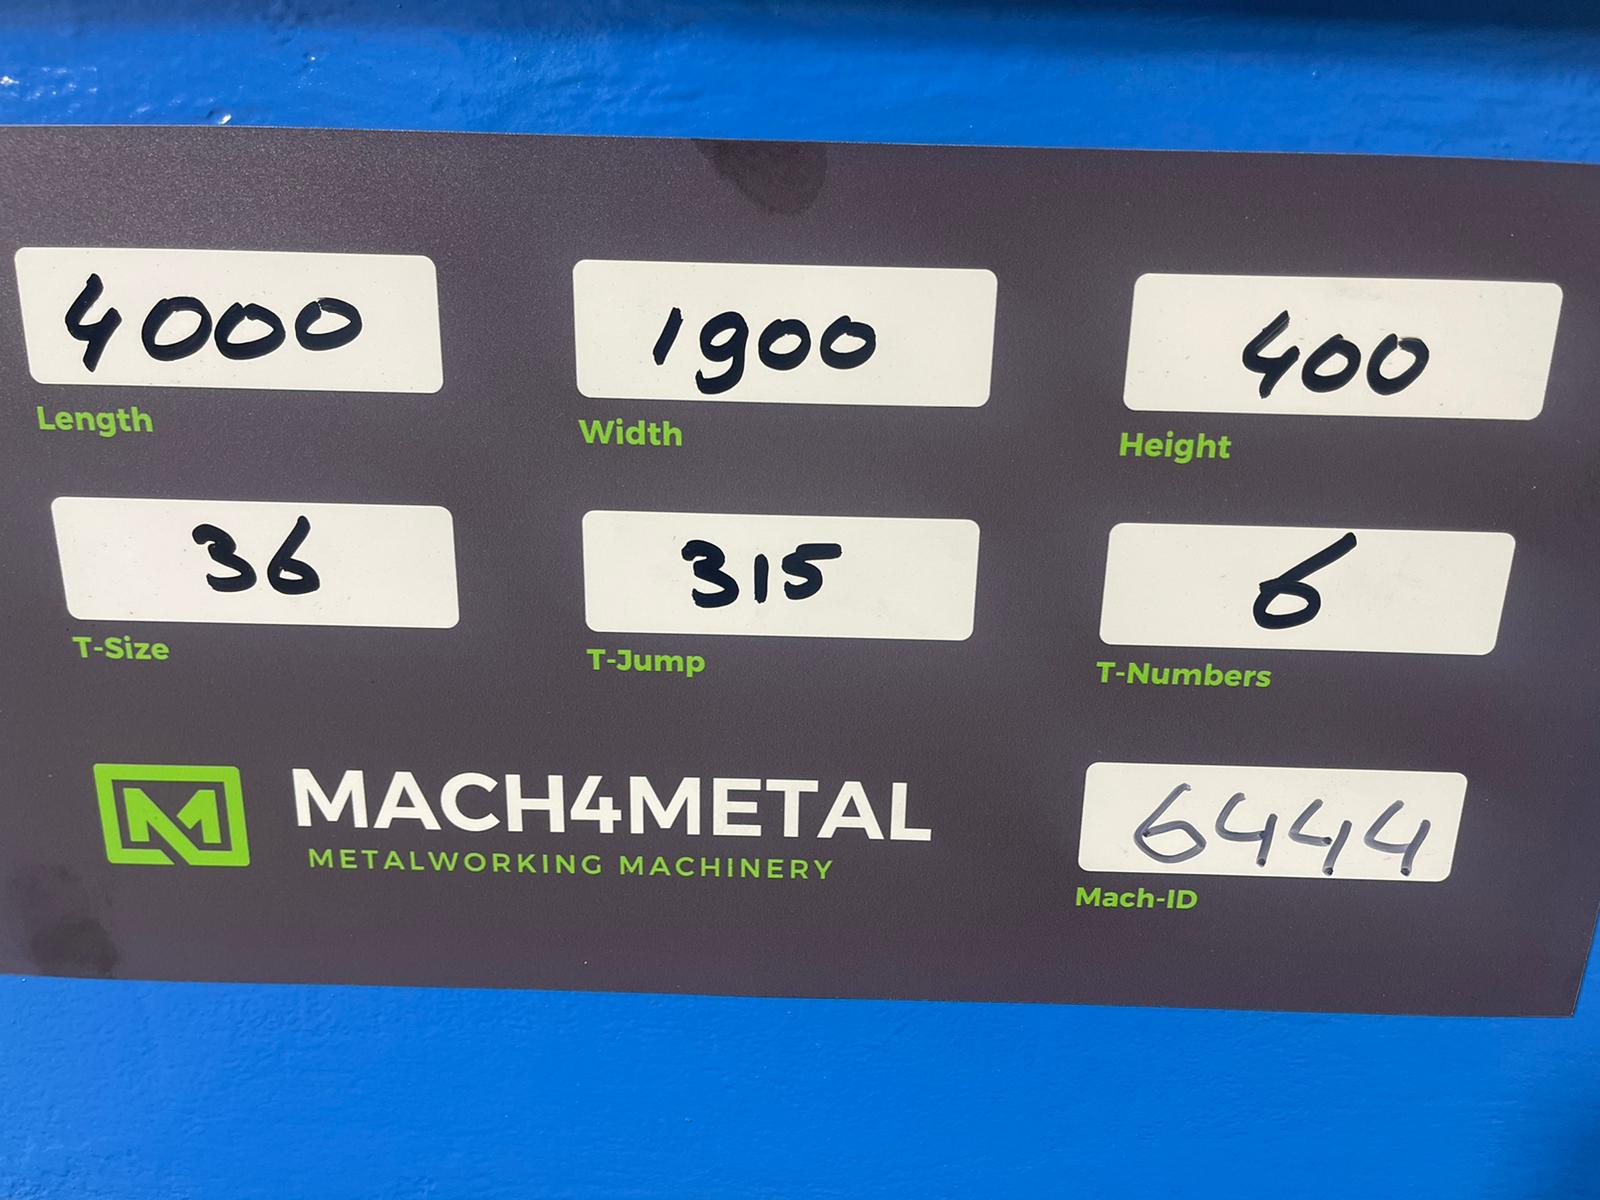 4000 1900 400
Length Width Height
36 315 6
T-Size T-Jump T-Numbers
MACH4METAL 6444
METALWORKING MACHINERY Mach-ID